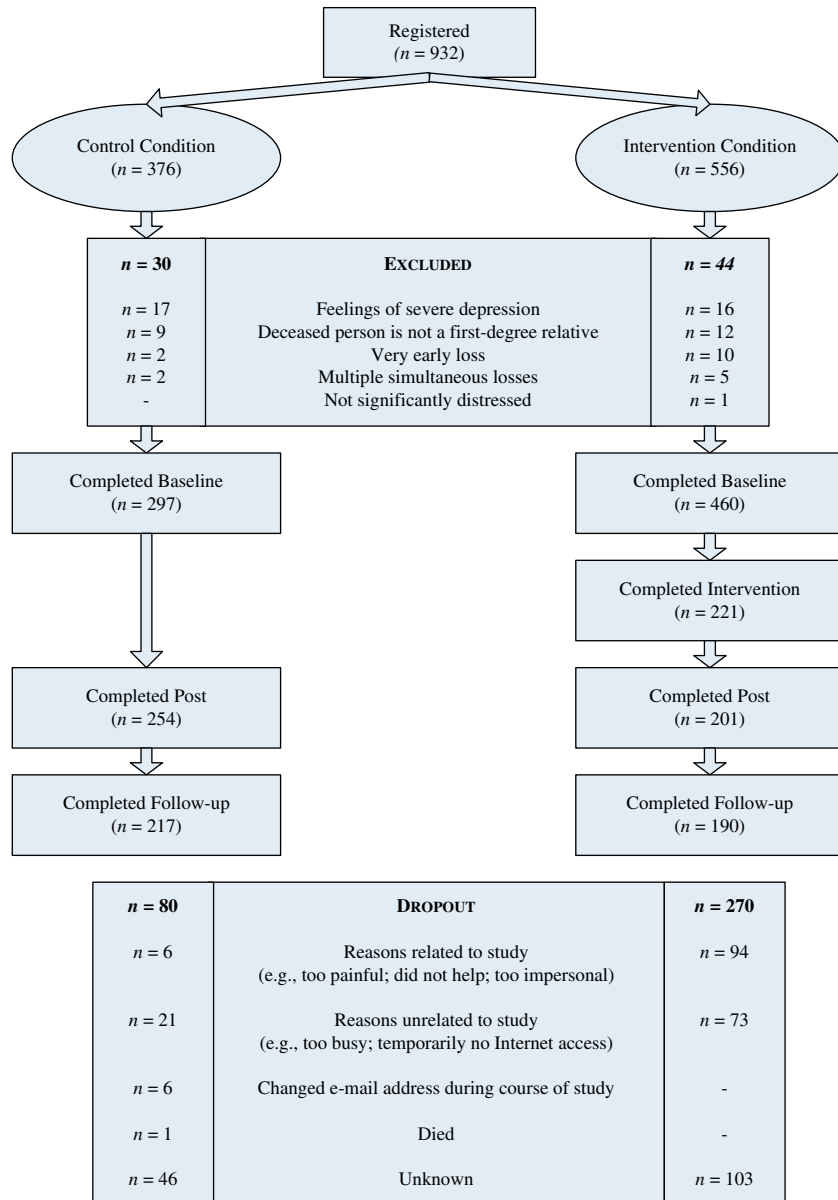 Registered
(n = 932)
Control Condition
(n = 376)
Intervention Condition
(n = 556)
n = 30 EXCLUDED n = 44
n = 17 Feelings of severe depression n = 16
n = 9 Deceased person is not a first-degree relative n = 12
n = 2 Very early loss n = 10
n = 2 Multiple simultaneous losses n = 5
- Not significantly distressed n = 1
Completed Baseline
(n = 297)
Completed Baseline
(n = 460)
Completed Intervention
(n = 221)
Completed Post
(n = 254)
Completed Post
(n = 201)
Completed Follow-up
(n = 217)
Completed Follow-up
(n = 190)
n = 80 DROPOUT n = 270
n = 6 Reasons related to study n = 94
(e.g., too painful; did not help; too impersonal)
n = 21 Reasons unrelated to study n = 73
(e.g., too busy; temporarily no Internet access)
n = 6 Changed e-mail address during course of study -
n = 1 Died -
n = 46 Unknown n = 103